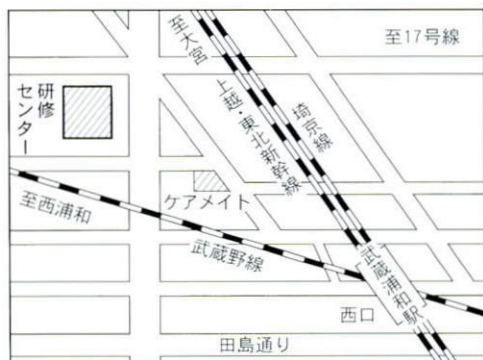 至大宮
至17号線
上越・東北新幹線
埼京線
研修
センター
ケアメイト
至西浦和
武蔵野線
武蔵浦和駅
西口
田島通り